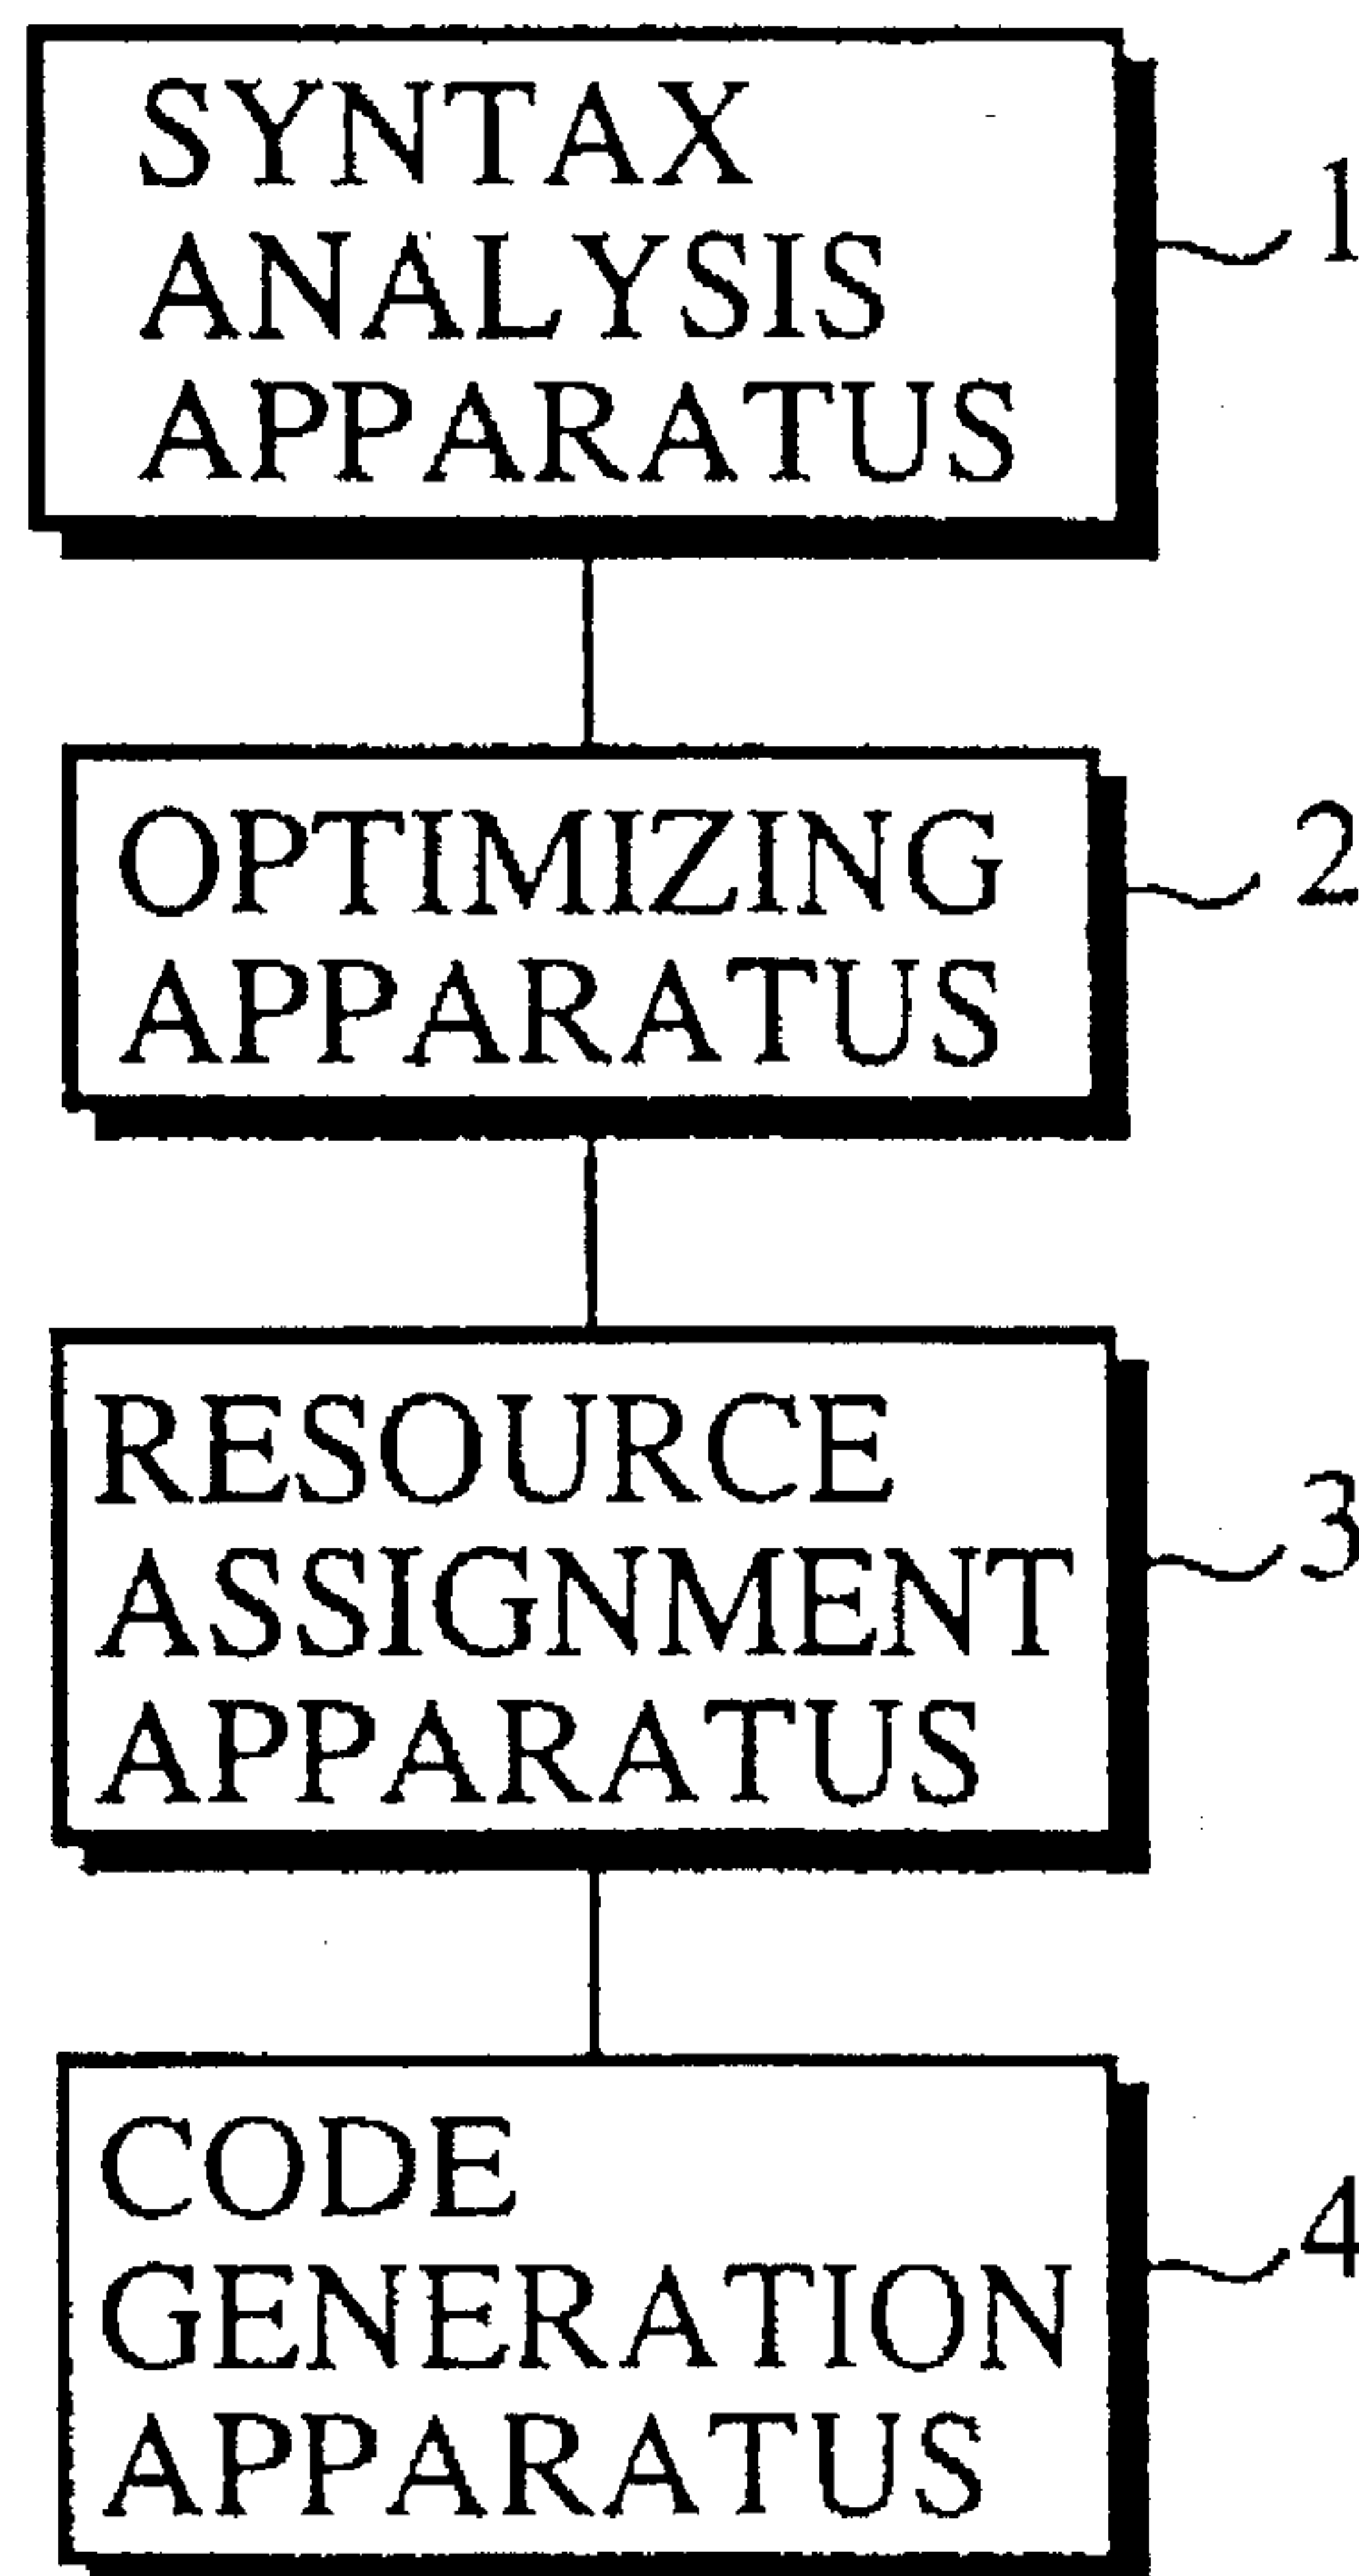 SYNTAX
ANALYSIS
APPARATUS
1
OPTIMIZING
APPARATUS
2
RESOURCE
ASSIGNMENT
APPARATUS
3
CODE
GENERATION
APPARATUS
4